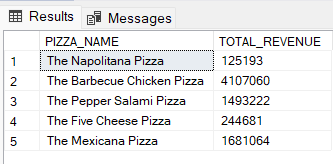 Results Messages
PIZZA_NAME TOTAL_REVENUE
1 The Napolitana Pizza 125193
2 The Barbecue Chicken Pizza 4107060
3 The Pepper Salami Pizza 1493222
4 The Five Cheese Pizza 244681
5 The Mexicana Pizza 1681064